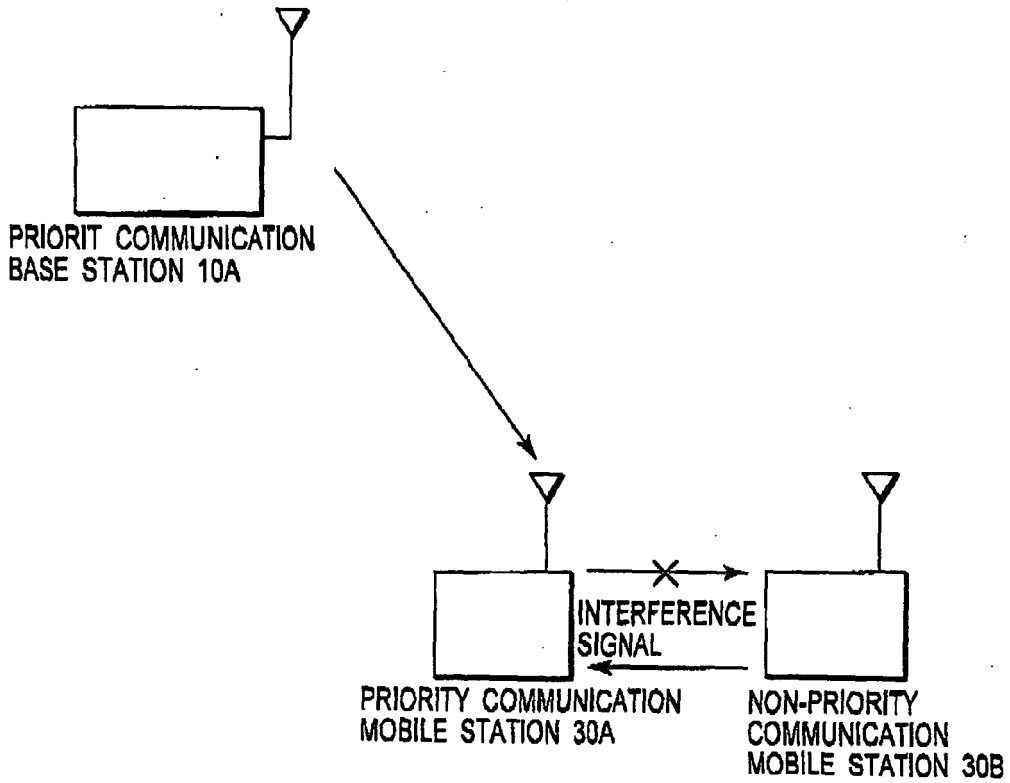 PRIORIT COMMUNICATION
BASE STATION 10A
INTERFERENCE
SIGNAL
PRIORITY COMMUNICATION
MOBILE STATION 30A
NON-PRIORITY
COMMUNICATION
MOBILE STATION 30B